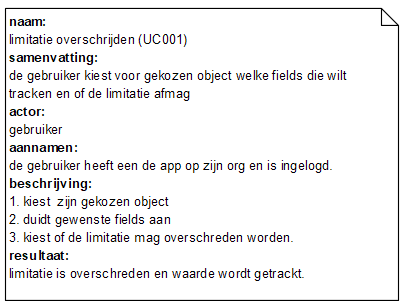 naam:
limitatie overschrijden (UC001)
samenvatting:
de gebruiker kiest voor gekozen object welke fields die wilt
tracken en of de limitatie afmag
actor:
gebruiker
aannamen:
de gebruiker heeft een de app op zijn org en is ingelogd.
beschrijving:
1. kiest zijn gekozen object
2. duidt gewenste fields aan
3. kiest of de limitatie mag overschreden worden.
resultaat:
limitatie is overschreden en waarde wordt getrackt.